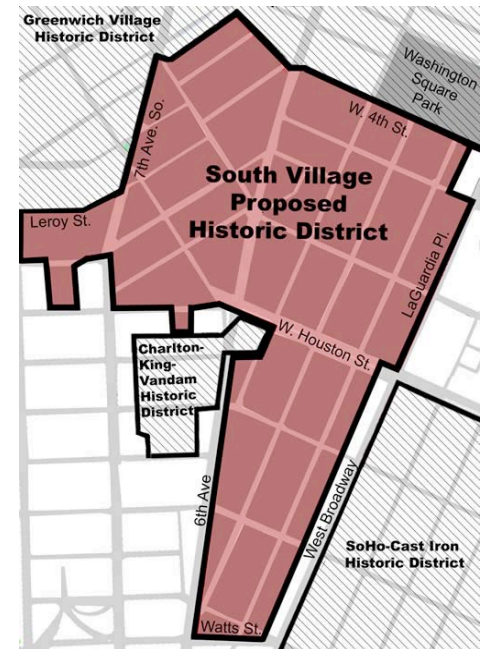 Greenwich Village
Historic District
Washington
Square
Park
W. 4th St.
7th Ave. So.
South Village
Proposed
Historic District
Leroy St.
LaGuardia Pl.
W. Houston St.
Charlton-
King-
Vandam
Historic
District
6th Ave
West Broadway
SoHo-Cast Iron
Historic District
Watts St.